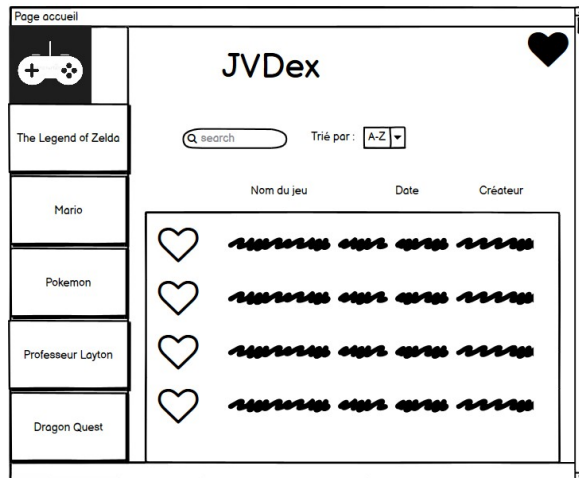 Page accueil
JVDex
The Legend of Zelda
search
Trié par :
A-Z
Nom du jeu
Date
Créateur
Mario
Pokemon
Professeur Layton
Dragon Quest